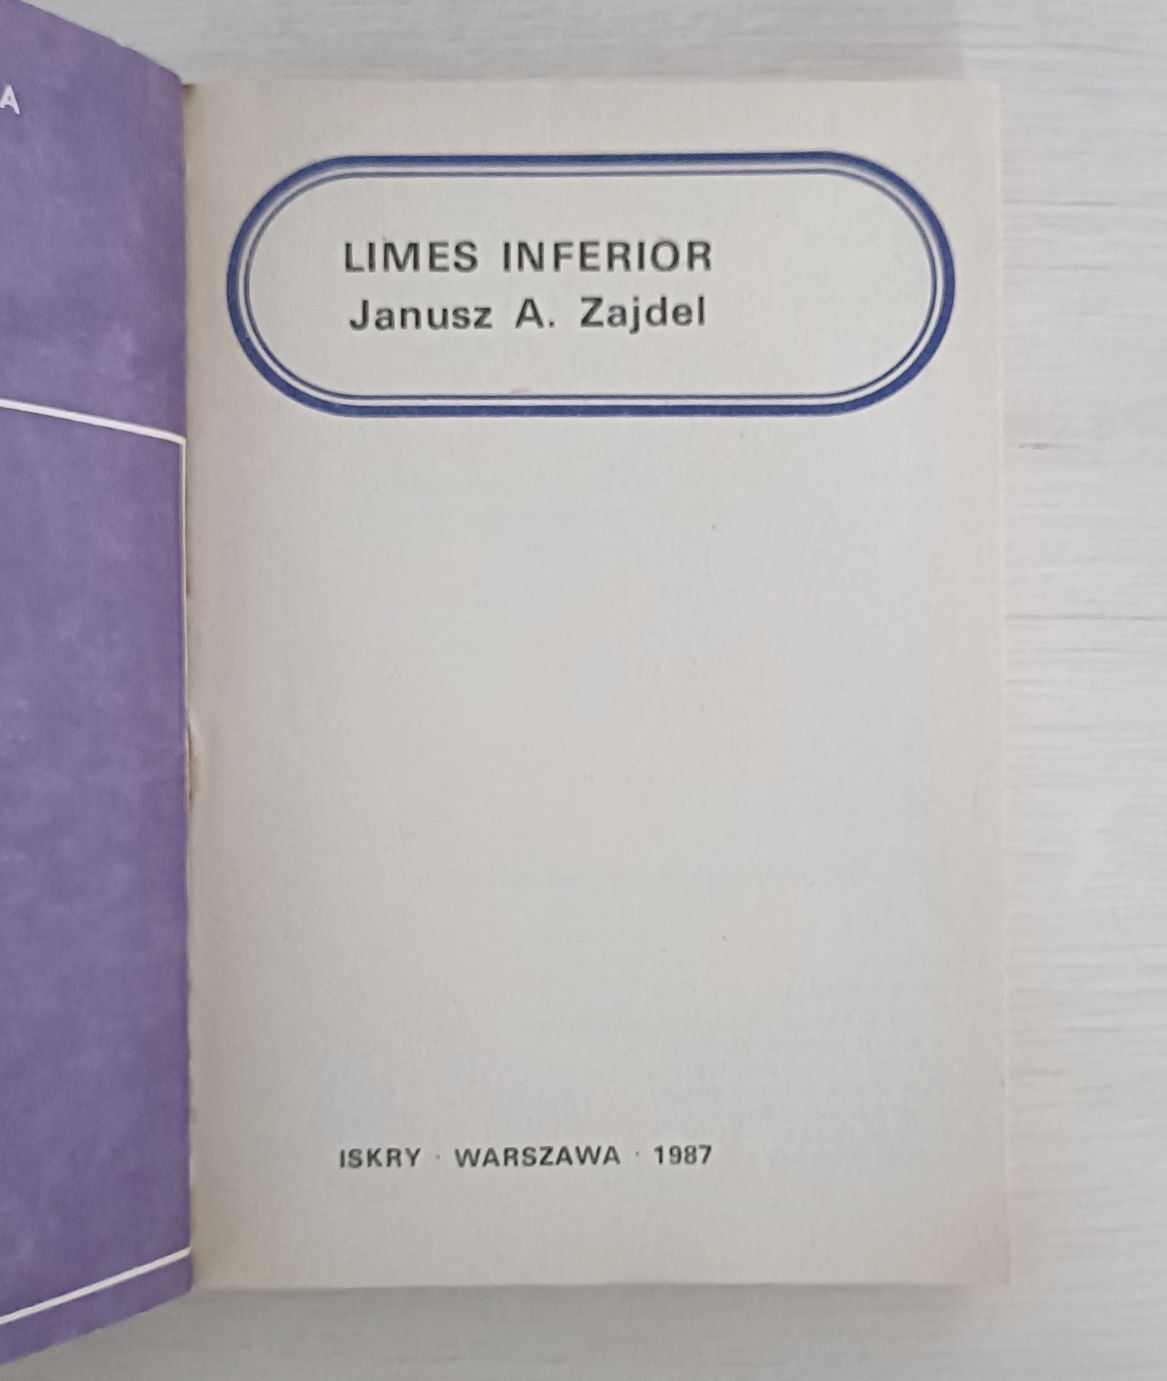 A
LIMES INFERIOR
Janusz A. Zajdel
ISKRY · WARSZAWA · 1987